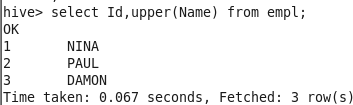 hive> select Id,upper(Name) from empl;
OK
1       NINA
2       PAUL
3       DAMON
Time taken: 0.067 seconds, Fetched: 3 row(s)